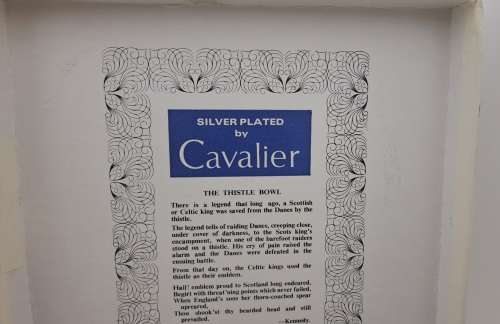 SILVER PLATED
by
Cavalier
THE THISTLE BOWL
There is a legend that long ago, a Scottish
or Celtic king was saved from the Danes by the
thistle.
The legend tells of raiding Danes, creeping close,
under cover of darkness, to the Scots king's
encampment, when one of the barefoot raiders
stood on a thistle. His cry of pain raised the
alarm and the Danes were defeated in the
ensuing battle.
From that day on, the Celtic kings used the
thistle as their emblem.
Hail! emblem proud to Scotland long endured,
Begirt with threat'ning points which never failed,
When England's sons her thorn-couched spear
upreared,
Thou shook'st thy bearded head and still
prevailed.
—Kennedy.